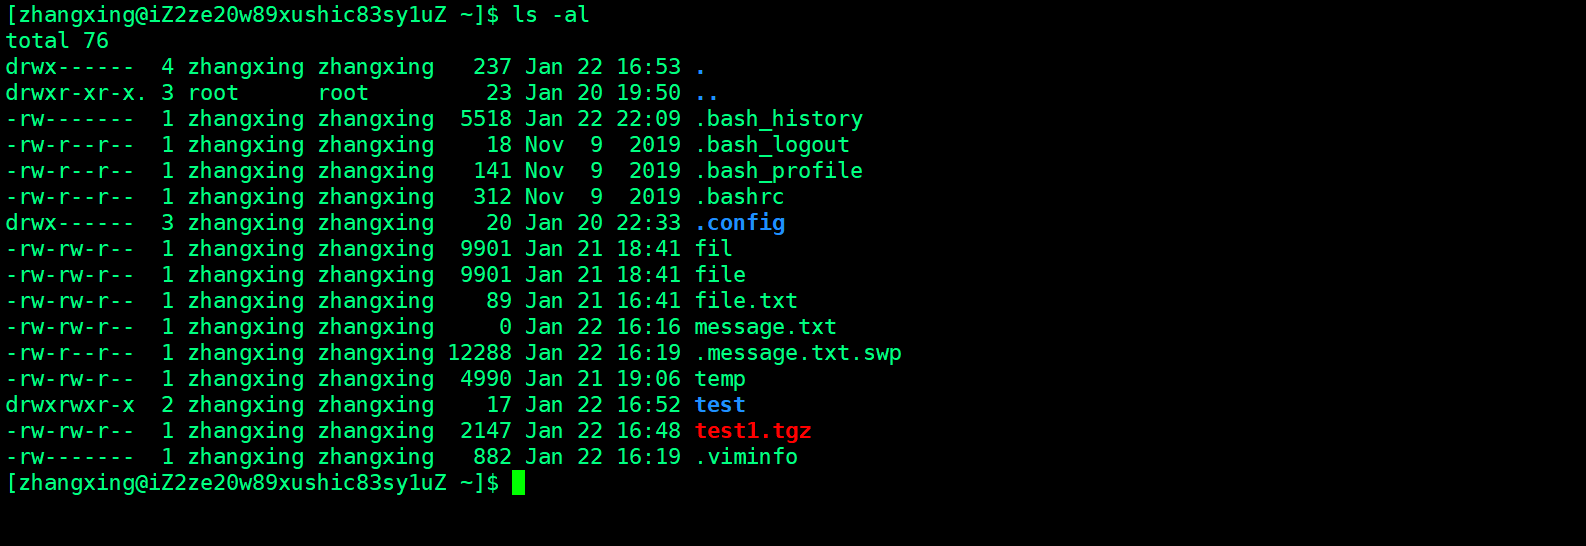 [zhangxing@iZ2ze20w89xushic83sy1uZ ~]$ ls -al
total 76
drwx------  4 zhangxing zhangxing   237 Jan 22 16:53 .
drwxr-xr-x. 3 root      root         23 Jan 20 19:50 ..
-rw-------  1 zhangxing zhangxing  5518 Jan 22 22:09 .bash_history
-rw-r--r--  1 zhangxing zhangxing    18 Nov  9  2019 .bash_logout
-rw-r--r--  1 zhangxing zhangxing   141 Nov  9  2019 .bash_profile
-rw-r--r--  1 zhangxing zhangxing   312 Nov  9  2019 .bashrc
drwx------  3 zhangxing zhangxing    20 Jan 20 22:33 .config
-rw-rw-r--  1 zhangxing zhangxing  9901 Jan 21 18:41 fil
-rw-rw-r--  1 zhangxing zhangxing  9901 Jan 21 18:41 file
-rw-rw-r--  1 zhangxing zhangxing    89 Jan 21 16:41 file.txt
-rw-rw-r--  1 zhangxing zhangxing     0 Jan 22 16:16 message.txt
-rw-r--r--  1 zhangxing zhangxing 12288 Jan 22 16:19 .message.txt.swp
-rw-rw-r--  1 zhangxing zhangxing  4990 Jan 21 19:06 temp
drwxrwxr-x  2 zhangxing zhangxing    17 Jan 22 16:52 test
-rw-rw-r--  1 zhangxing zhangxing  2147 Jan 22 16:48 test1.tgz
-rw-------  1 zhangxing zhangxing   882 Jan 22 16:19 .viminfo
[zhangxing@iZ2ze20w89xushic83sy1uZ ~]$